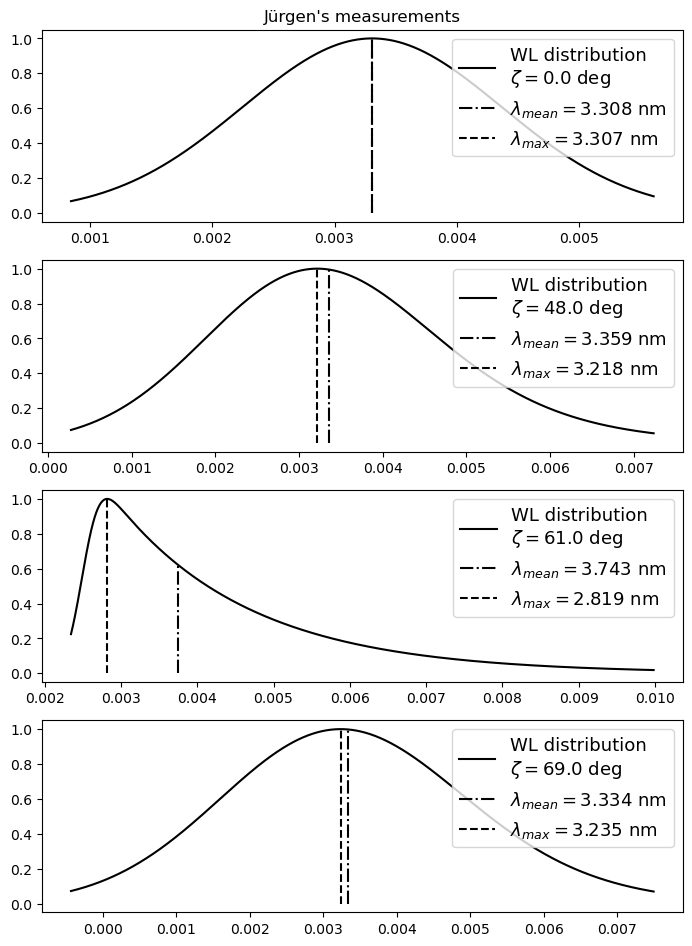 Jürgen's measurements
1.0
0.8
0.6
0.4
0.2
0.0
WL distribution
ζ = 0.0 deg
λmean = 3.308 nm
λmax = 3.307 nm
0.001 0.002 0.003 0.004 0.005
1.0
0.8
0.6
0.4
0.2
0.0
WL distribution
ζ = 48.0 deg
λmean = 3.359 nm
λmax = 3.218 nm
0.000 0.001 0.002 0.003 0.004 0.005 0.006 0.007
1.0
0.8
0.6
0.4
0.2
0.0
WL distribution
ζ = 61.0 deg
λmean = 3.743 nm
λmax = 2.819 nm
0.002 0.003 0.004 0.005 0.006 0.007 0.008 0.009 0.010
1.0
0.8
0.6
0.4
0.2
0.0
WL distribution
ζ = 69.0 deg
λmean = 3.334 nm
λmax = 3.235 nm
0.000 0.001 0.002 0.003 0.004 0.005 0.006 0.007